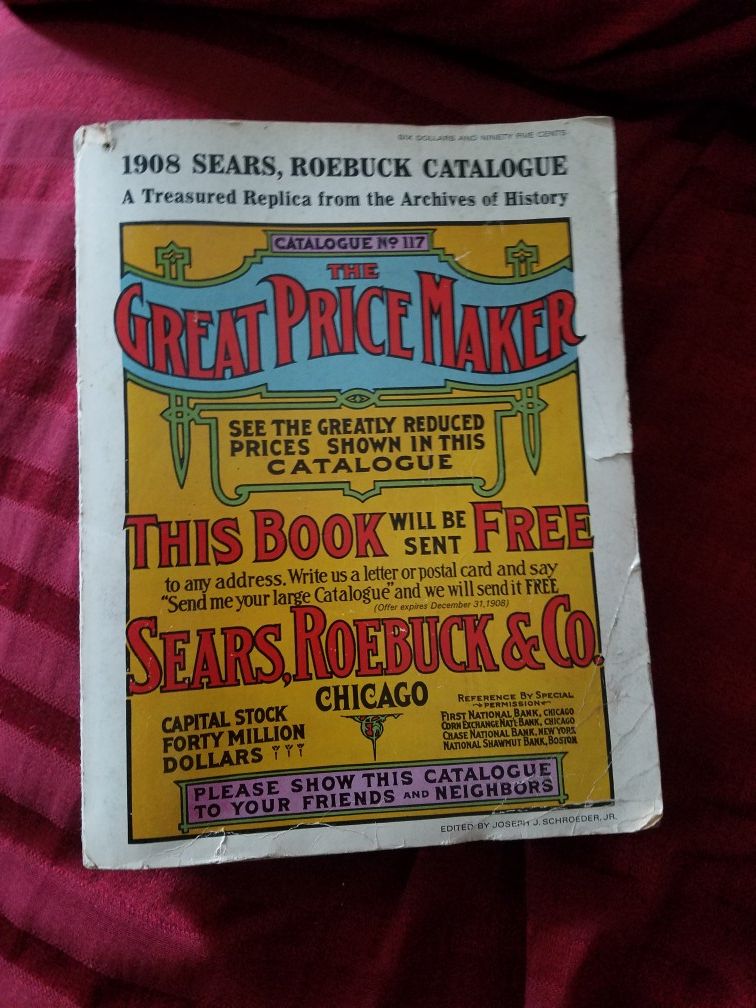 SIX DOLLARS AND NINETY FIVE CENTS
1908 SEARS, ROEBUCK CATALOGUE
A Treasured Replica from the Archives of History
CATALOGUE No 117
THE
GREAT PRICE MAKER
SEE THE GREATLY REDUCED
PRICES SHOWN IN THIS
CATALOGUE
THIS BOOK WILL BE SENT FREE
to any address. Write us a letter or postal card and say
"Send me your large Catalogue" and we will send it FREE
(Offer expires December 31, 1908)
SEARS, ROEBUCK & CO.
CHICAGO
CAPITAL STOCK
FORTY MILLION
DOLLARS
REFERENCE BY SPECIAL
PERMISSION
FIRST NATIONAL BANK, CHICAGO
CORN EXCHANGE NAT'L BANK, CHICAGO
CHASE NATIONAL BANK, NEW YORK
NATIONAL SHAWMUT BANK, BOSTON
PLEASE SHOW THIS CATALOGUE
TO YOUR FRIENDS AND NEIGHBORS
EDITED BY JOSEPH J. SCHROEDER, JR.